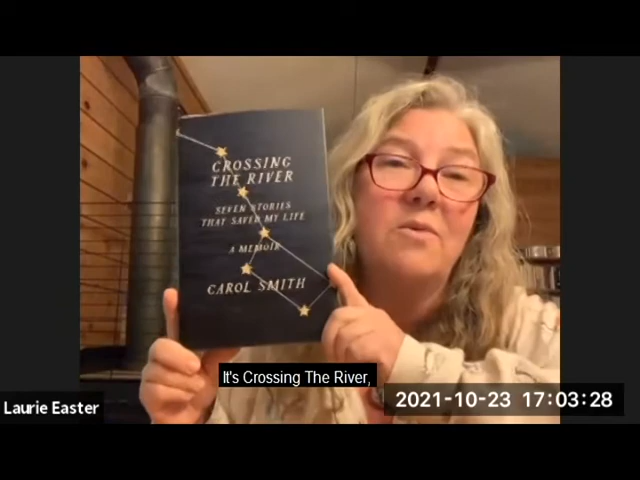 CROSSING
THE RIVER
SEVEN STORIES
THAT SAVED MY LIFE
A MEMOIR
CAROL SMITH
It's Crossing The River,
Laurie Easter
2021-10-23 17:03:28